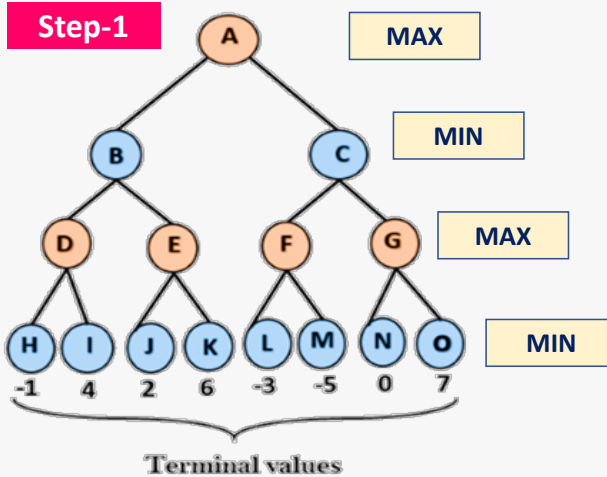 Step-1
A
MAX
B
C
MIN
D
E
F
G
MAX
H
I
J
K
L
M
N
O
MIN
-1 4 2 6 -3 -5 0 7
Terminal values